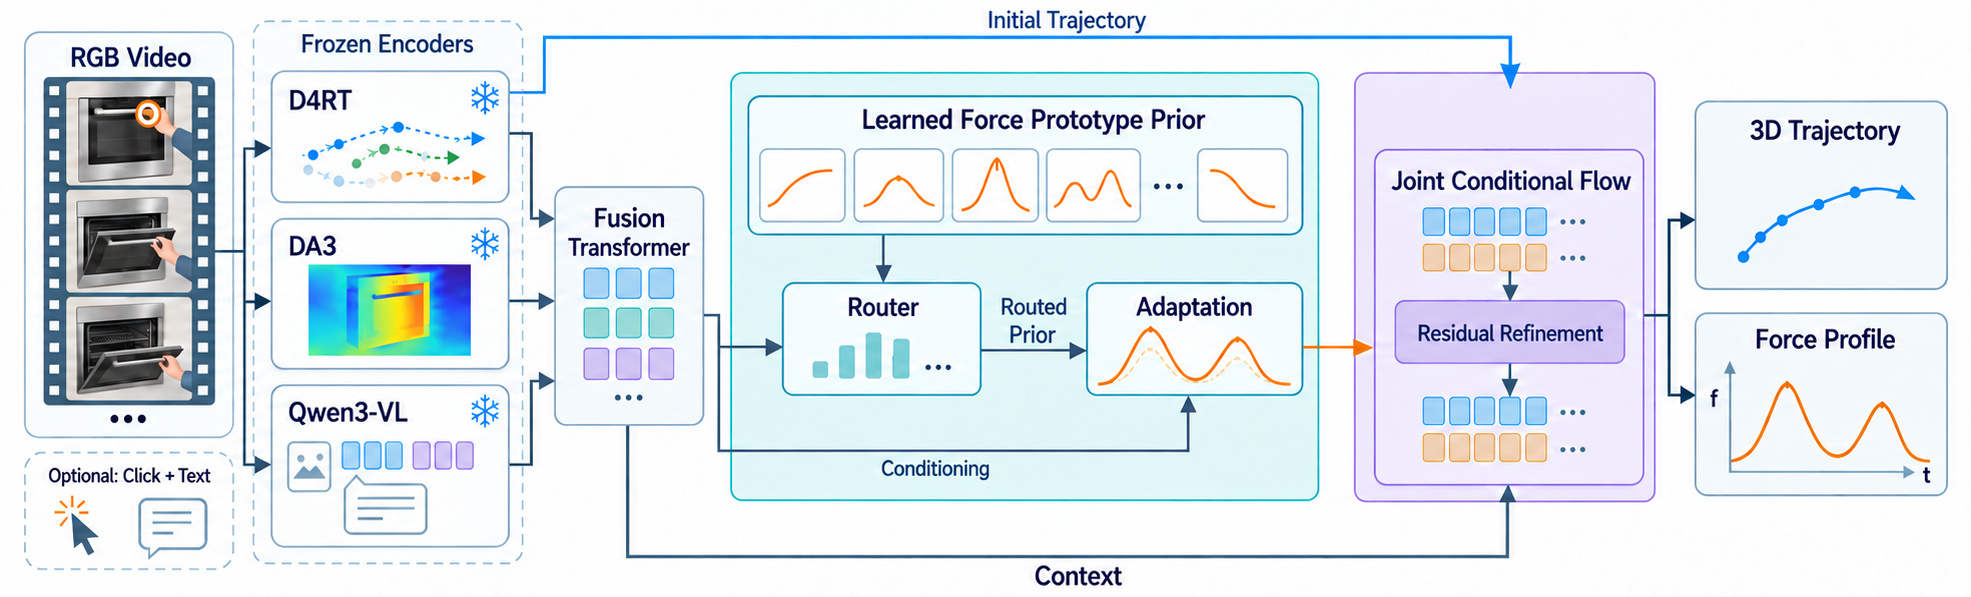 RGB Video
Optional: Click + Text
Frozen Encoders
D4RT
DA3
Qwen3-VL
Fusion
Transformer
Initial Trajectory
Learned Force Prototype Prior
Router
Routed
Prior
Adaptation
Conditioning
Context
Joint Conditional Flow
Residual Refinement
3D Trajectory
Force Profile
f
t